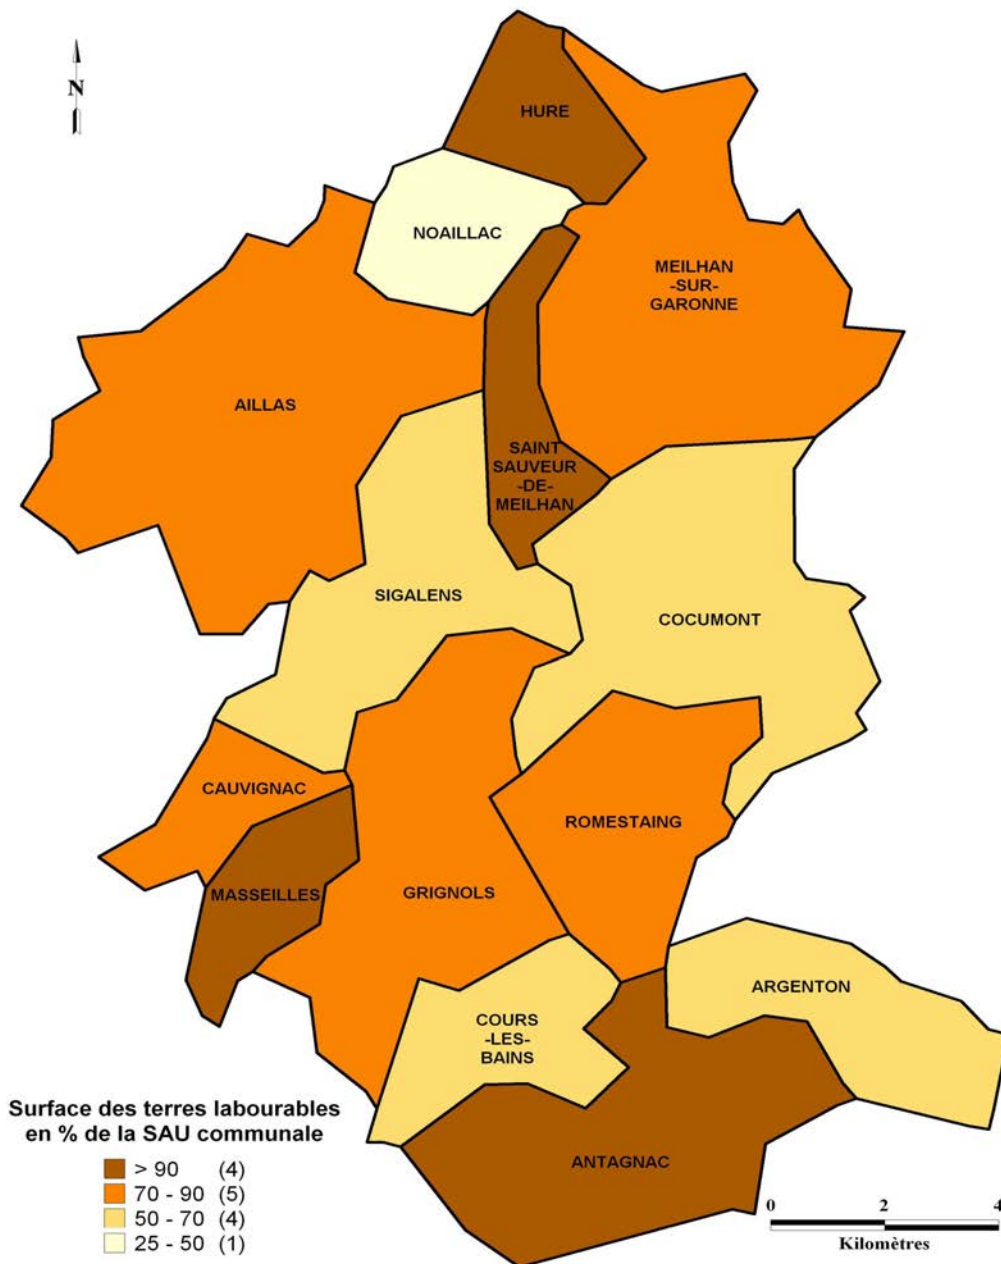 N
HURE
NOAILLAC
MEILHAN
-SUR-
GARONNE
AILLAS
SAINT
SAUVEUR
-DE-
MEILHAN
SIGALENS
COCUMONT
CAUVIGNAC
ROMESTAING
MASSEILLES
GRIGNOLS
ARGENTON
COURS
-LES-
BAINS
ANTAGNAC
Surface des terres labourables
en % de la SAU communale
> 90 (4)
70 - 90 (5)
50 - 70 (4)
25 - 50 (1)
0 2 4
Kilomètres